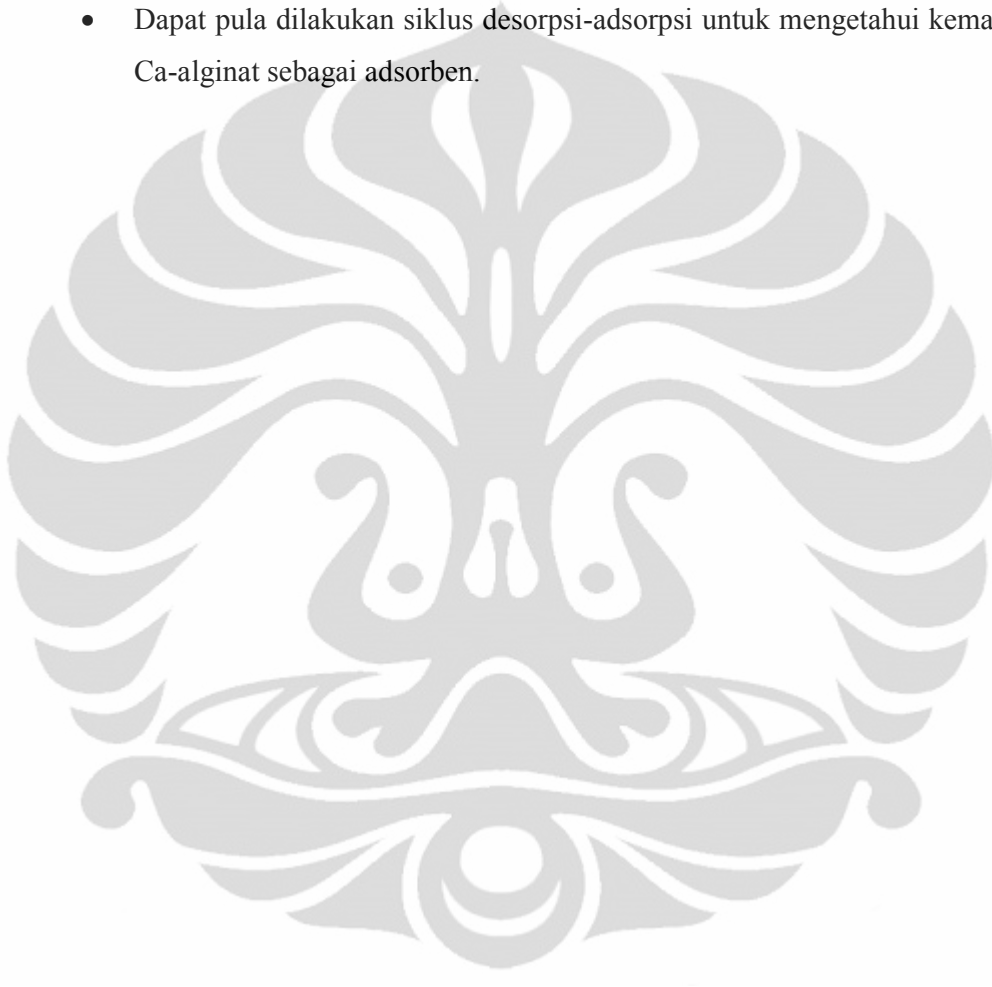 • Dapat pula dilakukan siklus desorpsi-adsorpsi untuk mengetahui kema
Ca-alginat sebagai adsorben.